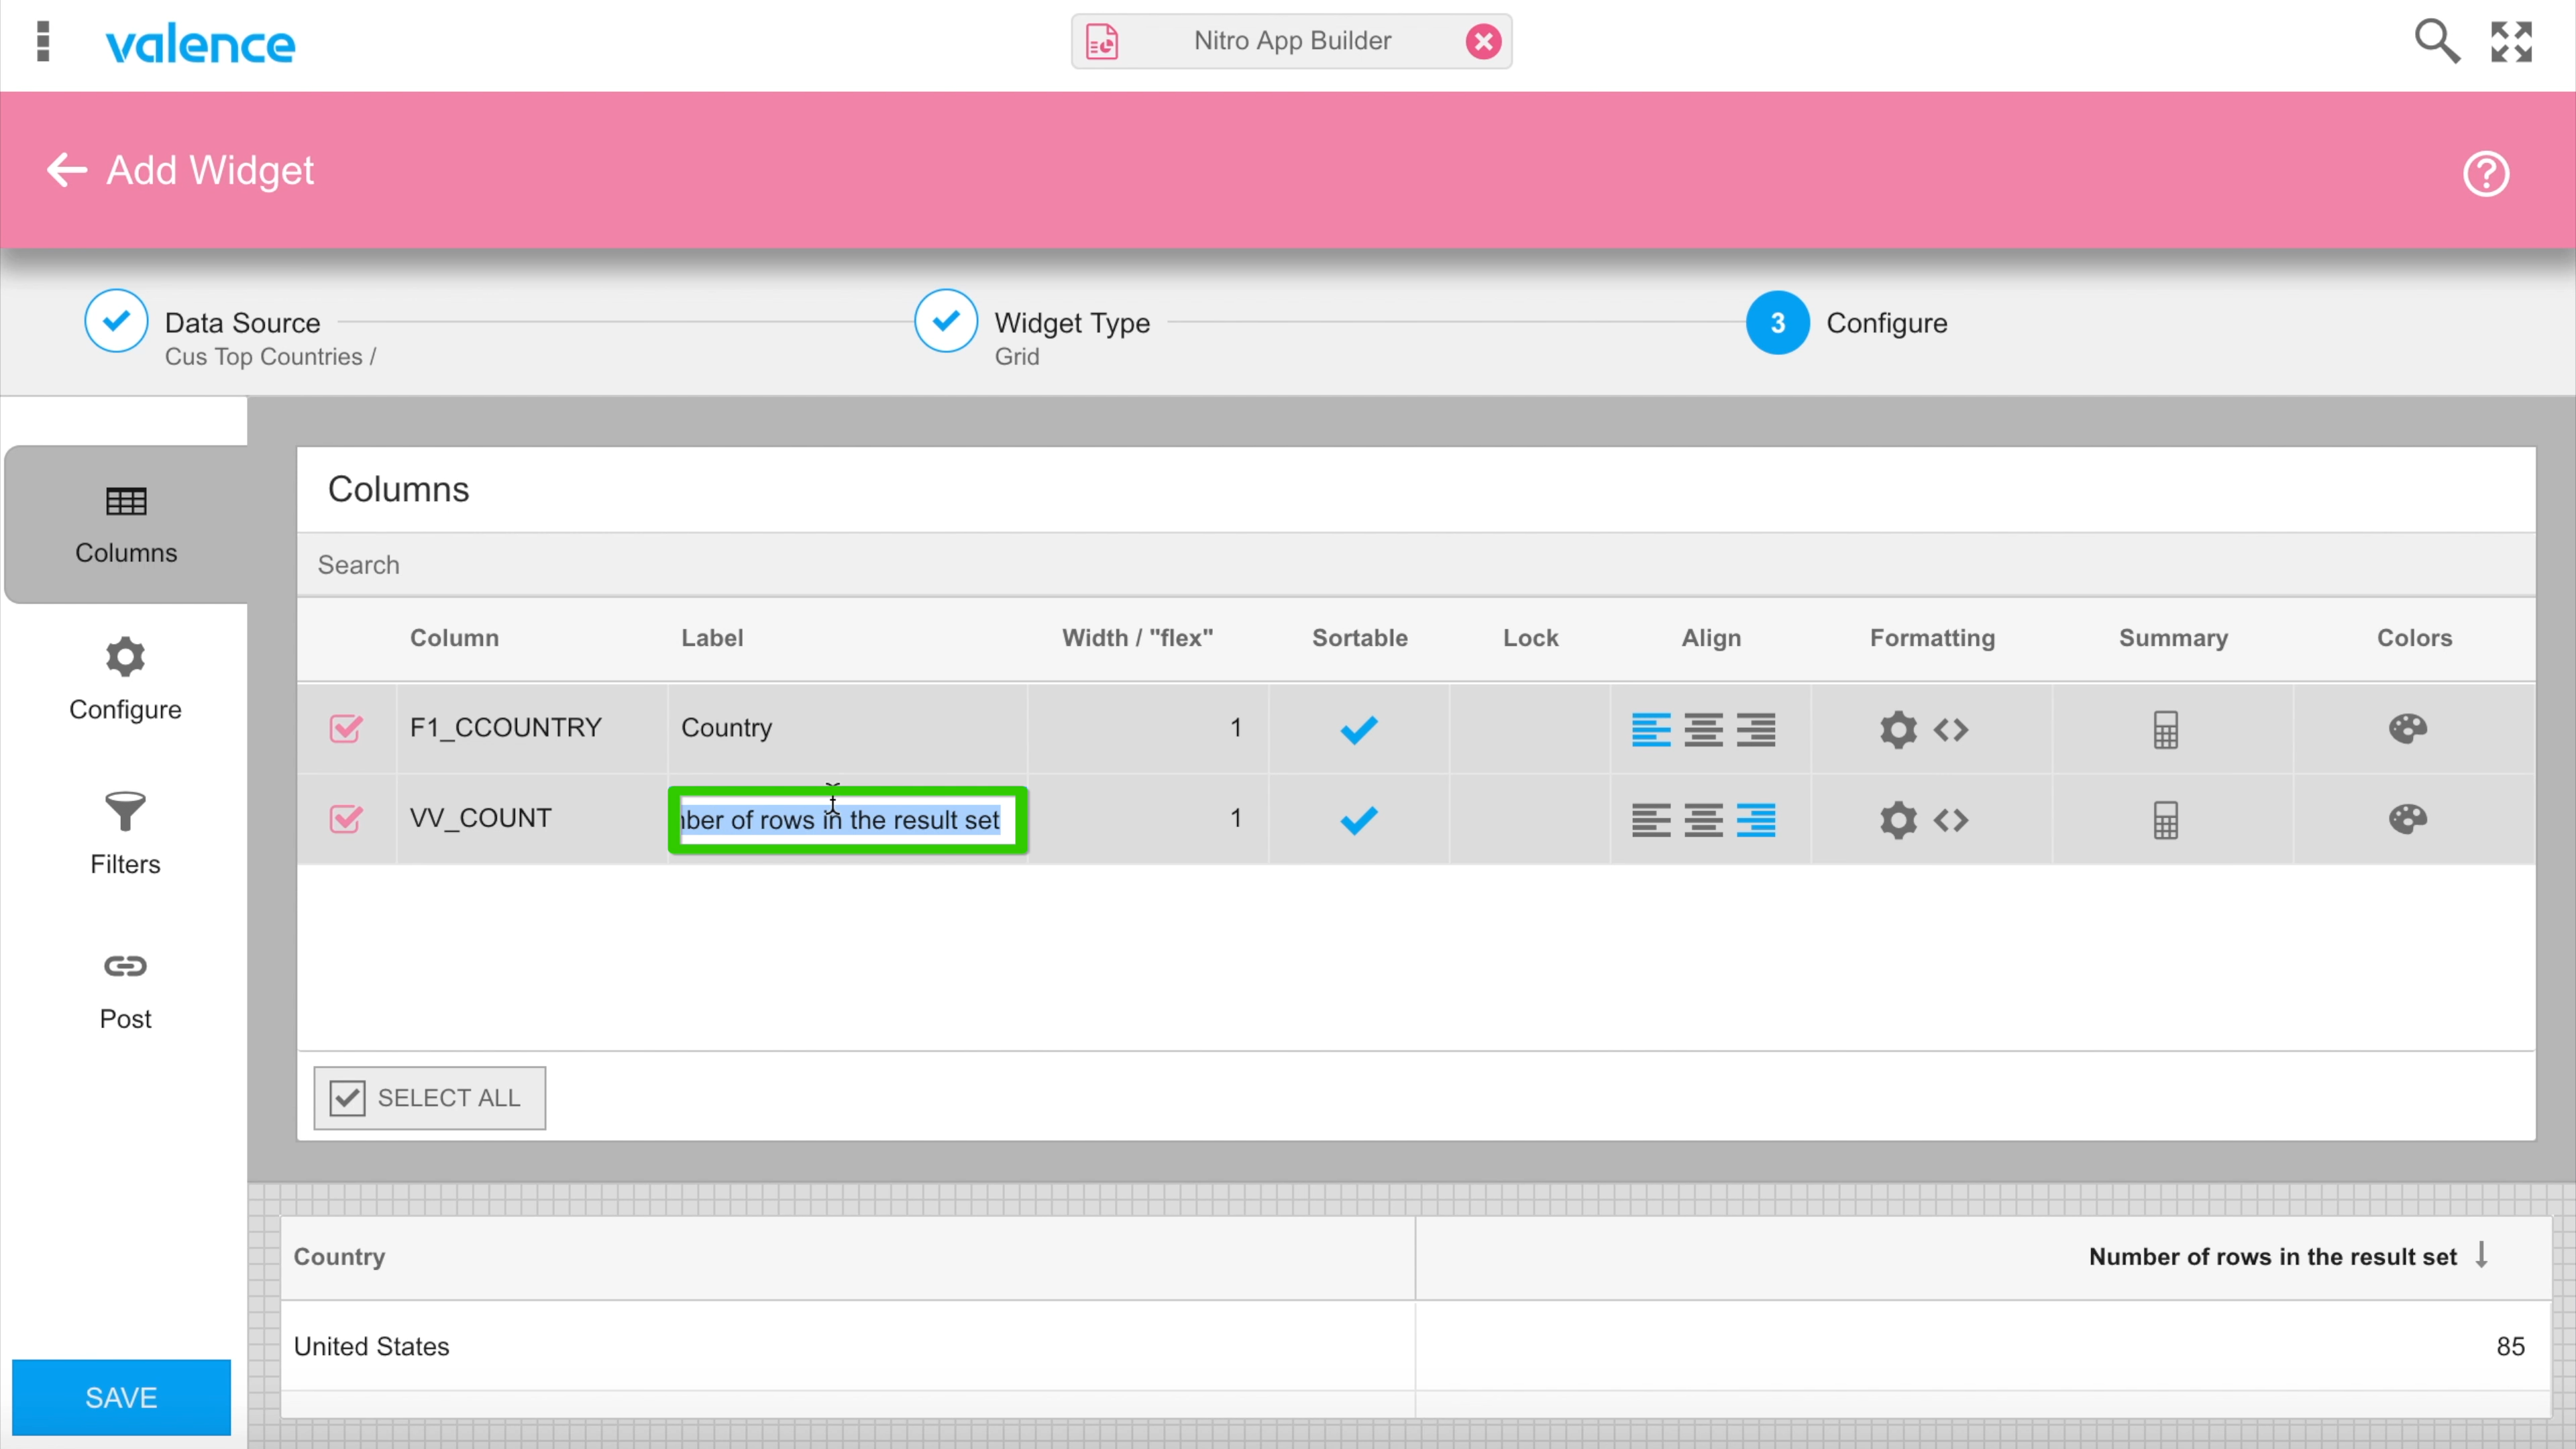 valence
Nitro App Builder
Add Widget
Data Source
Cus Top Countries /
Widget Type
Grid
3
Configure
Columns
Configure
Filters
Post
SAVE
Columns
Search
Column Label Width / "flex" Sortable Lock Align Formatting Summary Colors
F1_CCOUNTRY Country 1
VV_COUNT ber of rows in the result set 1
SELECT ALL
Country Number of rows in the result set
United States 85